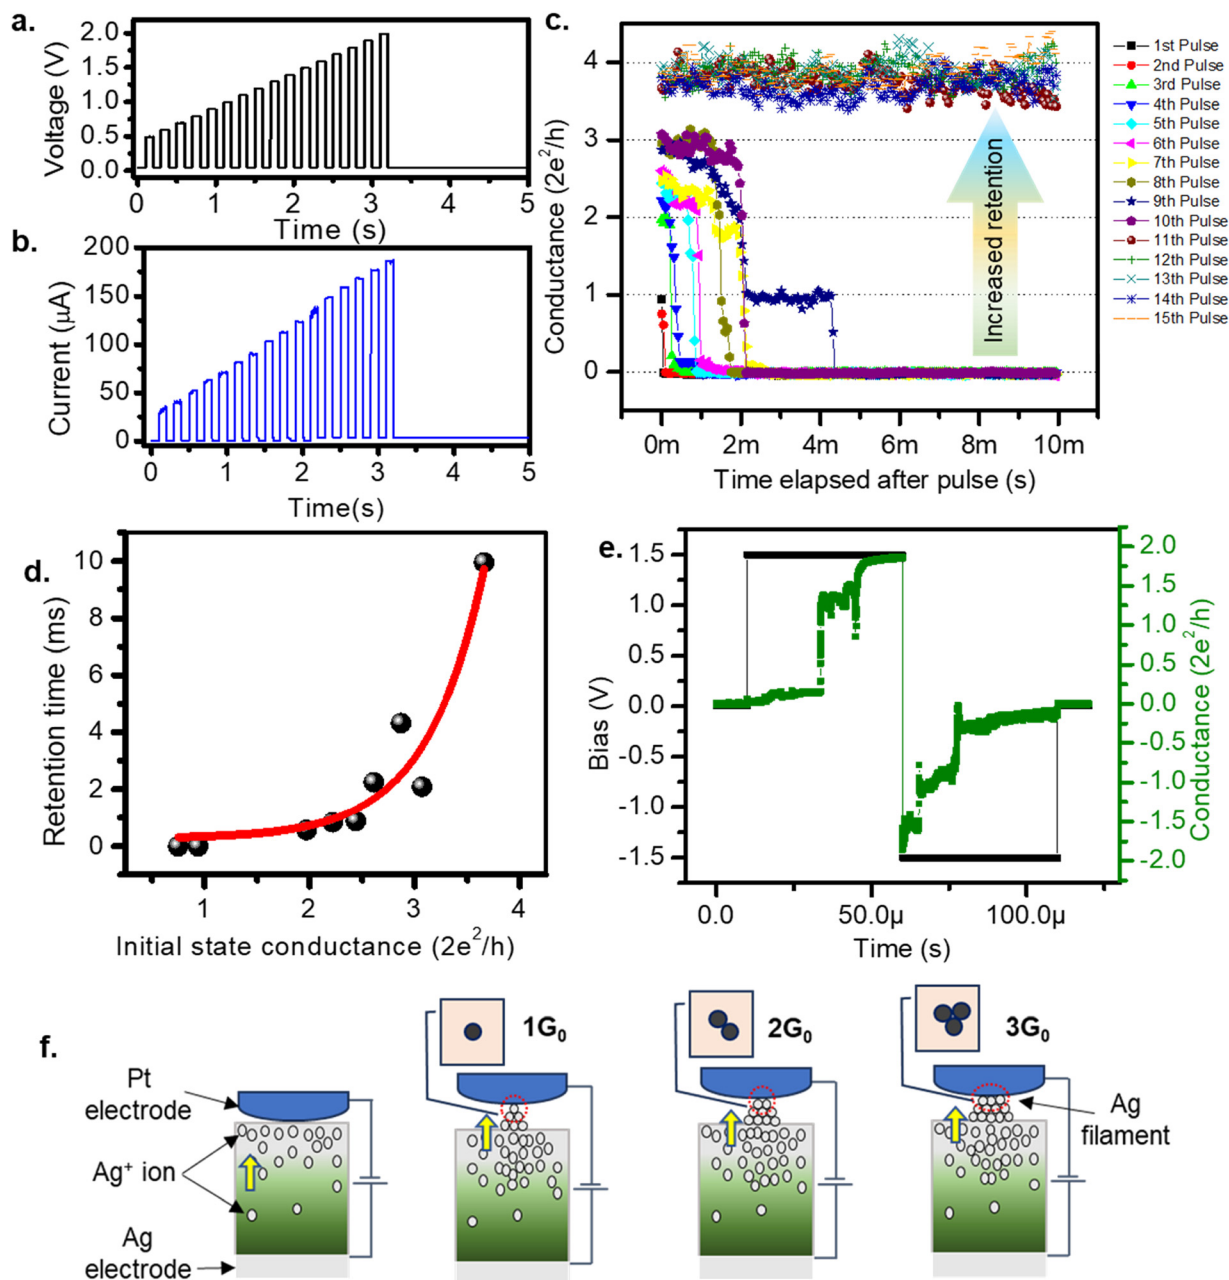 a.
2.0
1.5
1.0
0.5
0.0
Voltage (V)
0
1
2
3
4
5
Time (s)
b.
200
150
100
50
0
Current (µA)
0
1
2
3
4
5
Time(s)
c.
4
3
2
1
0
Conductance (2e²/h)
0m
2m
4m
6m
8m
10m
Time elapsed after pulse (s)
Increased retention
1st Pulse
2nd Pulse
3rd Pulse
4th Pulse
5th Pulse
6th Pulse
7th Pulse
8th Pulse
9th Pulse
10th Pulse
11th Pulse
12th Pulse
13th Pulse
14th Pulse
15th Pulse
d.
10
8
6
4
2
0
Retention time (ms)
1
2
3
4
Initial state conductance (2e²/h)
e.
1.5
1.0
0.5
0.0
-0.5
-1.0
-1.5
Bias (V)
2.0
1.5
1.0
0.5
0.0
-0.5
-1.0
-1.5
-2.0
Conductance (2e²/h)
0.0
50.0µ
100.0µ
Time (s)
f.
Pt
electrode
Ag⁺ ion
Ag
electrode
1G₀
2G₀
3G₀
Ag
filament